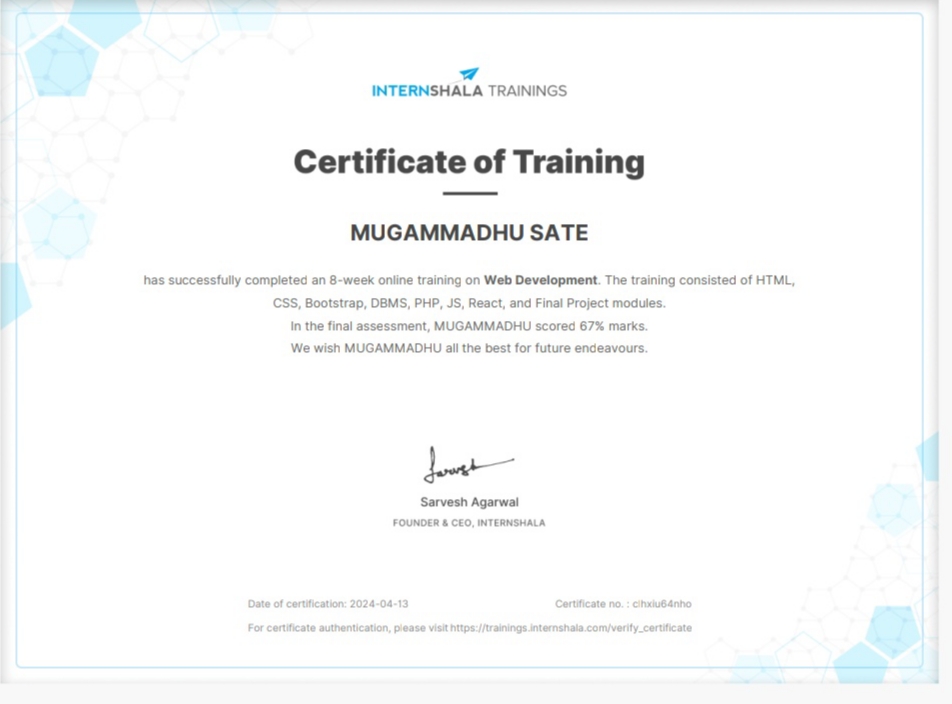 INTERNSHALA TRAININGS
Certificate of Training
MUGAMMADHU SATE
has successfully completed an 8-week online training on Web Development. The training consisted of HTML,
CSS, Bootstrap, DBMS, PHP, JS, React, and Final Project modules.
In the final assessment, MUGAMMADHU scored 67% marks.
We wish MUGAMMADHU all the best for future endeavours.
Sarvesh
Sarvesh Agarwal
FOUNDER & CEO, INTERNSHALA
Date of certification: 2024-04-13 Certificate no. : clhxiu64nho
For certificate authentication, please visit https://trainings.internshala.com/verify_certificate